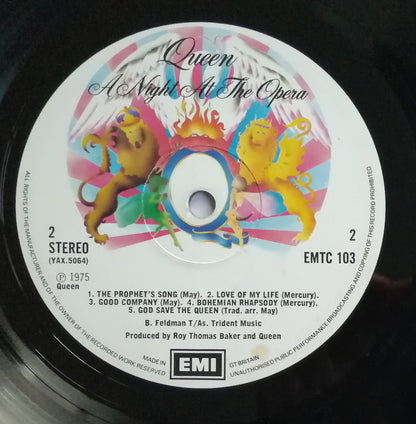 Queen
A Night At The Opera
2
STEREO
(YAX.5064)
2
EMTC 103
℗ 1975
Queen
1. THE PROPHET'S SONG (May). 2. LOVE OF MY LIFE (Mercury).
3. GOOD COMPANY (May). 4. BOHEMIAN RHAPSODY (Mercury).
5. GOD SAVE THE QUEEN (Trad. arr. May)
B. Feldman T/As. Trident Music
Produced by Roy Thomas Baker and Queen
MADE IN
EMI
GT BRITAIN
ALL RIGHTS OF THE MANUFACTURER AND OF THE OWNER OF THE RECORDED WORK RESERVED
UNAUTHORISED PUBLIC PERFORMANCE BROADCASTING AND COPYING OF THIS RECORD PROHIBITED